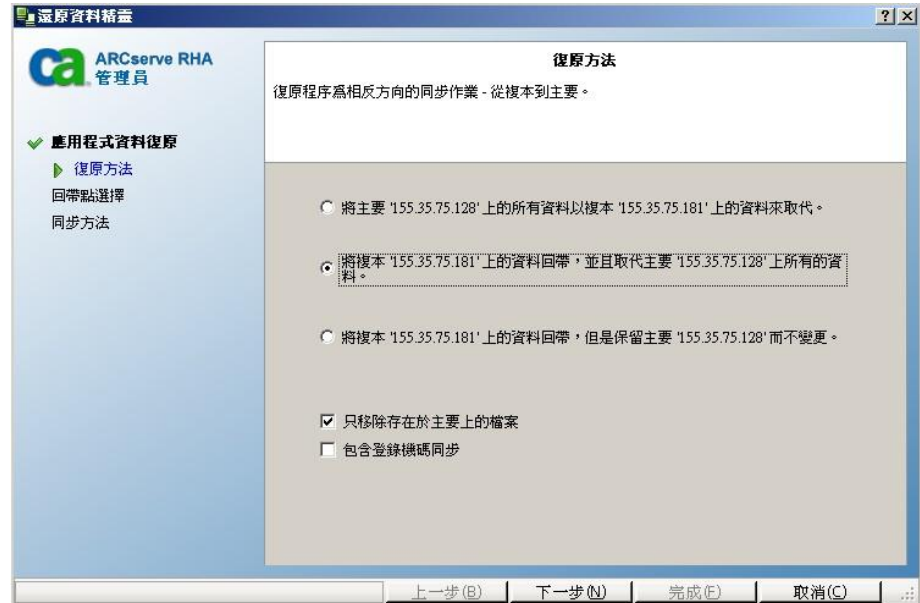 還原資料精靈
ca
ARCserve RHA
管理員
應用程式資料復原
復原方法
回帶點選擇
同步方法
復原方法
復原程序為相反方向的同步作業 - 從複本到主要。
將主要 '155.35.75.128' 上的所有資料以複本 '155.35.75.181' 上的資料來取代。
將複本 '155.35.75.181' 上的資料回帶，並且取代主要 '155.35.75.128' 上所有的資
料。
將複本 '155.35.75.181' 上的資料回帶，但是保留主要 '155.35.75.128' 而不變更。
只移除存在於主要上的檔案
包含登錄機碼同步
上一步(B)
下一步(N)
完成(F)
取消(C)